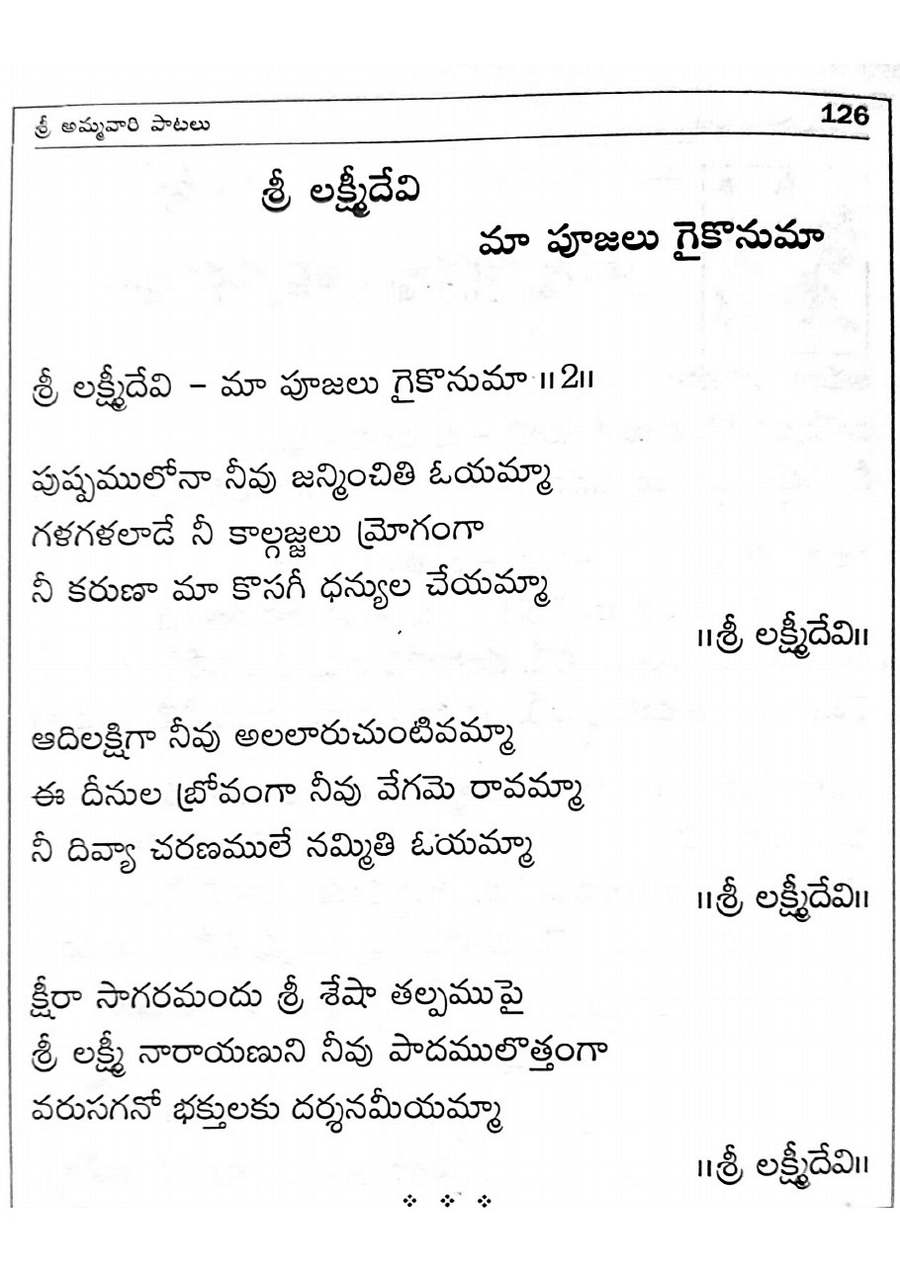 శ్రీ అమ్మవారి పాటలు 126
శ్రీ లక్ష్మీదేవి
మా పూజలు గైకొనుమా
శ్రీ లక్ష్మీదేవి - మా పూజలు గైకొనుమా ॥2॥
పుష్పములోనా నీవు జన్మించితి ఓయమ్మా
గళగళలాడే నీ కాల్గజ్జలు మ్రోగంగా
నీ కరుణా మా కొసగీ ధన్యుల చేయమ్మా
॥శ్రీ లక్ష్మీదేవి॥
ఆదిలక్షిగా నీవు అలలారుచుంటివమ్మా
ఈ దీనుల బ్రోవంగా నీవు వేగమె రావమ్మా
నీ దివ్యా చరణములే నమ్మితి ఓయమ్మా
॥శ్రీ లక్ష్మీదేవి॥
క్షీరా సాగరమందు శ్రీ శేషా తల్పముపై
శ్రీ లక్ష్మీ నారాయణుని నీవు పాదములొత్తంగా
వరుసగనో భక్తులకు దర్శనమీయమ్మా
॥శ్రీ లక్ష్మీదేవి॥